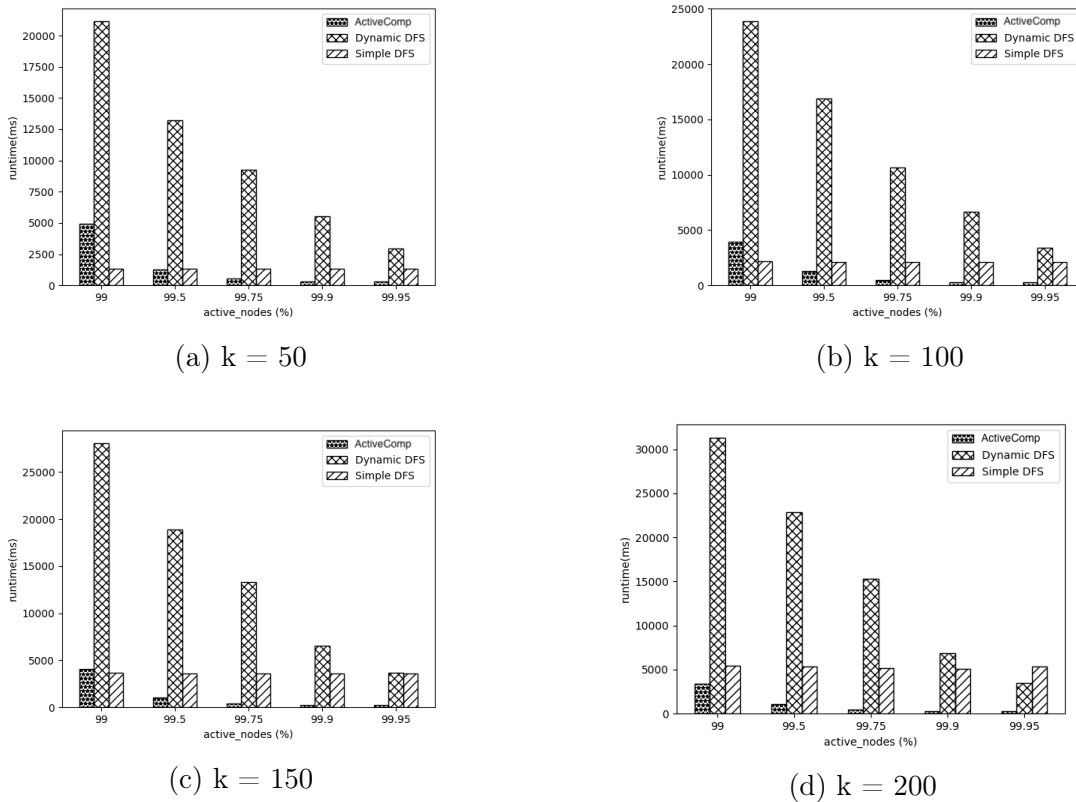 20000
17500
15000
12500
10000
7500
5000
2500
0
runtime(ms)
ActiveComp
Dynamic DFS
Simple DFS
99 99.5 99.75 99.9 99.95
active_nodes (%)
(a) k = 50
25000
20000
15000
10000
5000
0
runtime(ms)
ActiveComp
Dynamic DFS
Simple DFS
99 99.5 99.75 99.9 99.95
active_nodes (%)
(b) k = 100
25000
20000
15000
10000
5000
0
runtime(ms)
ActiveComp
Dynamic DFS
Simple DFS
99 99.5 99.75 99.9 99.95
active_nodes (%)
(c) k = 150
30000
25000
20000
15000
10000
5000
0
runtime(ms)
ActiveComp
Dynamic DFS
Simple DFS
99 99.5 99.75 99.9 99.95
active_nodes (%)
(d) k = 200